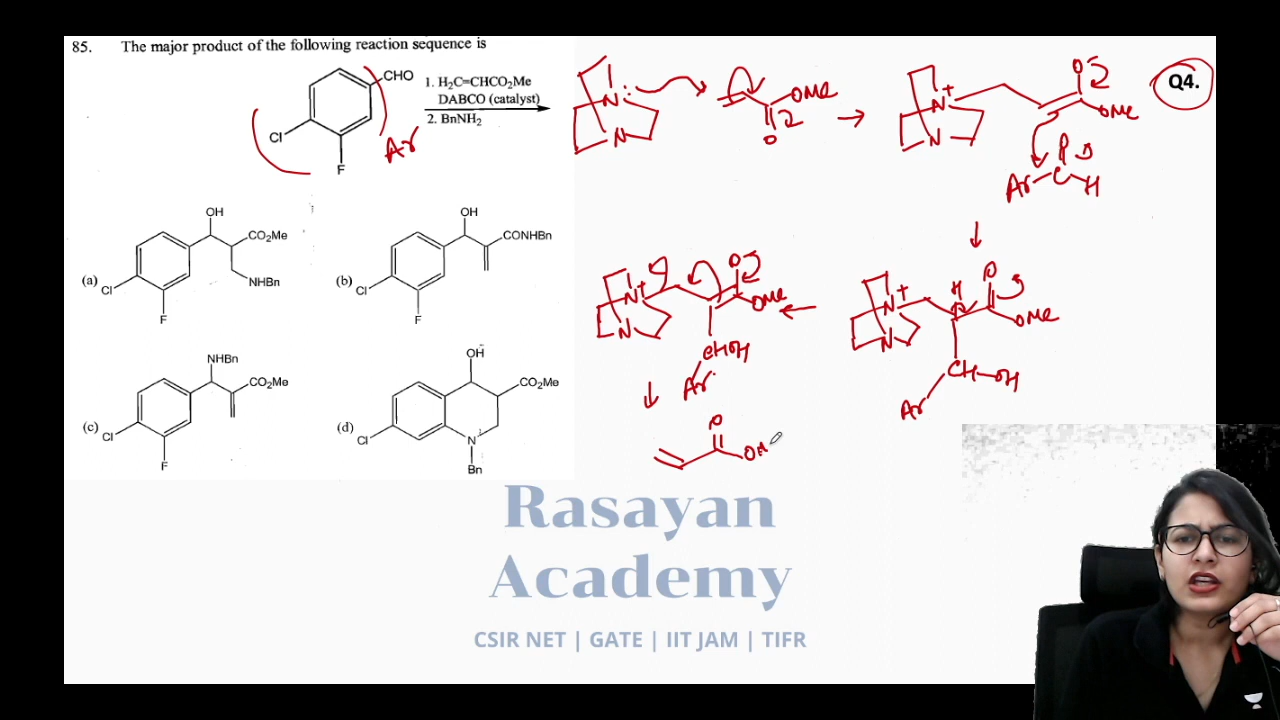 85. The major product of the following reaction sequence is
CHO
1. H₂C=CHCO₂Me
DABCO (catalyst)
2. BnNH₂
Cl
F
Ar
N:
N
OMe
O
N+
N
O-
OMe
O
Ar-C-H
Q4.
OH
CO₂Me
NHBn
(a)
Cl
F
OH
CONHBn
(b)
Cl
F
N+
N
O
OMe
CHOH
Ar
N+
N
H
O
OMe
CH-OH
Ar
NHBn
CO₂Me
(c)
Cl
F
OH
CO₂Me
(d)
Cl
N
Bn
O
Rasayan
Academy
CSIR NET | GATE | IIT JAM | TIFR